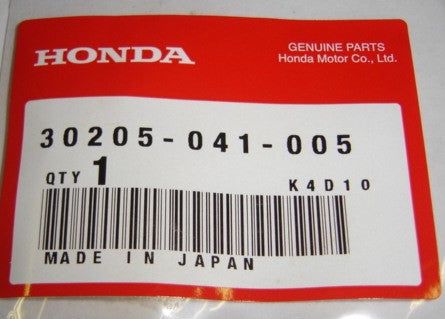 HONDA
GENUINE PARTS
Honda Motor Co., Ltd.
30205-041-005
QTY 1 K4D10
MADE IN JAPAN